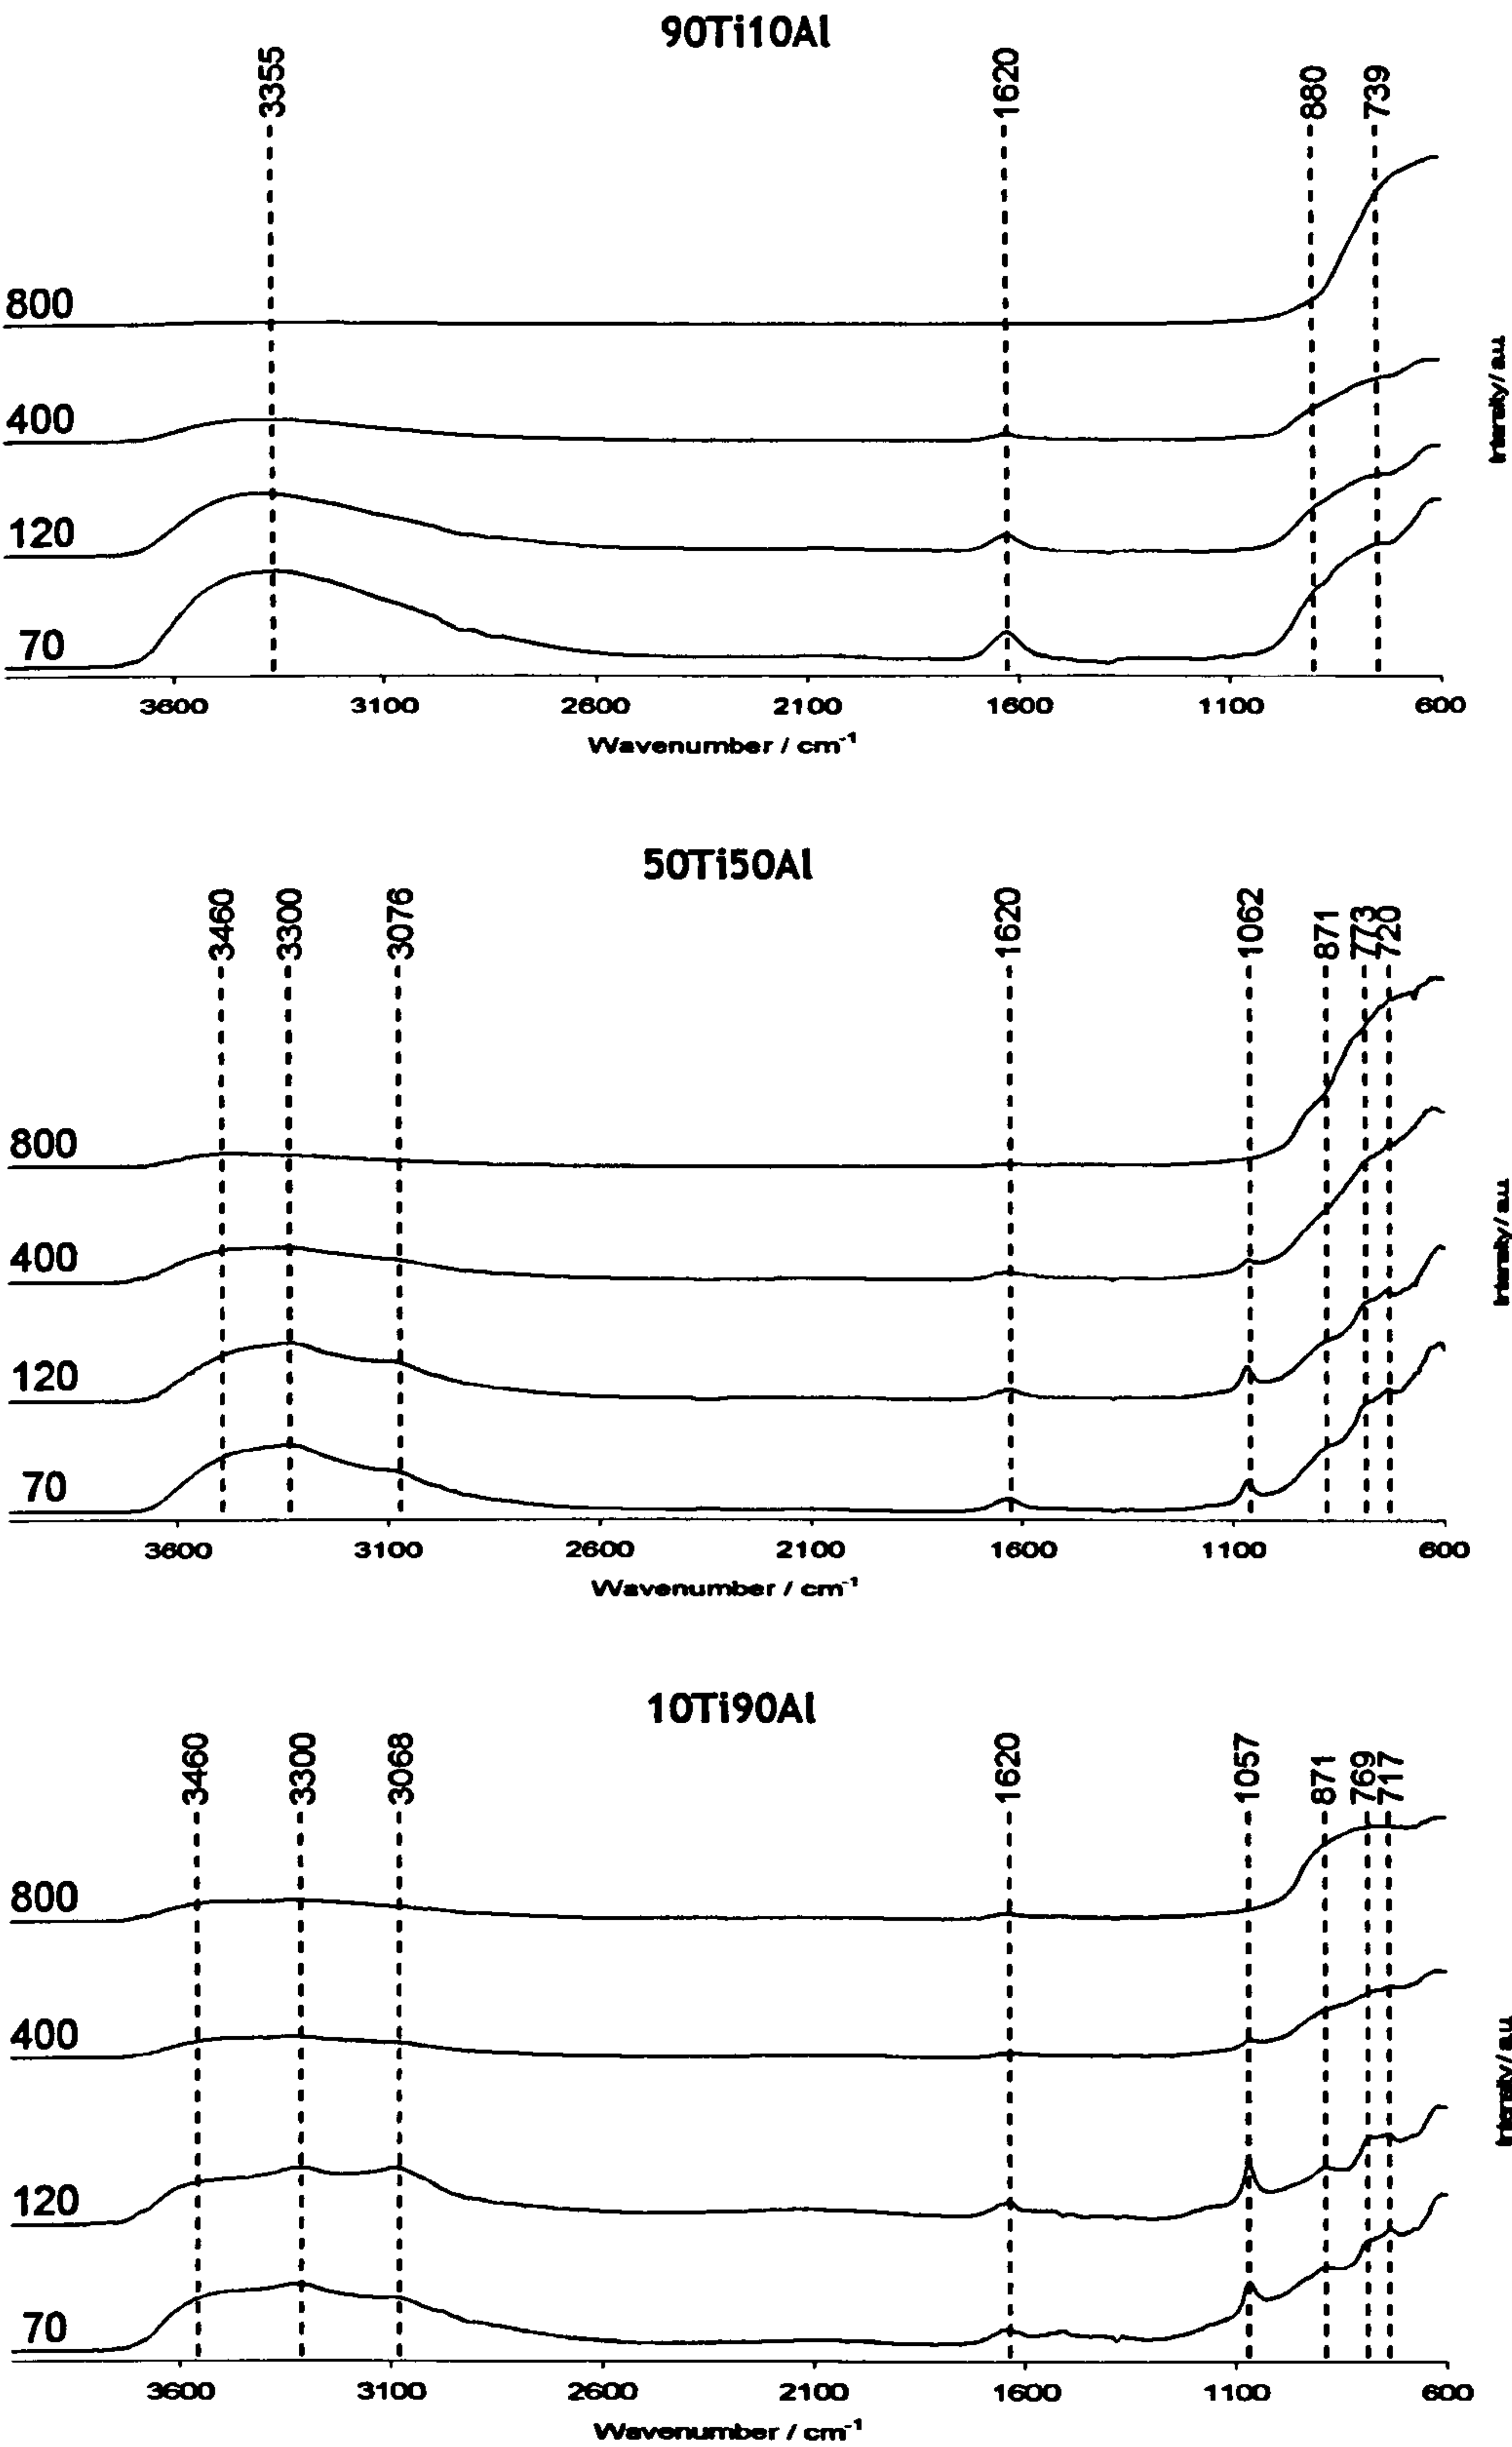 90Ti10Al
3355 1620 880 739
800
400
120
70
Intensity/ a.u.
3600 3100 2600 2100 1600 1100 600
Wavenumber / cm-1
50Ti50Al
3460 3300 3076 1620 1062 871 773 720
800
400
120
70
Intensity/ a.u.
3600 3100 2600 2100 1600 1100 600
Wavenumber / cm-1
10Ti90Al
3460 3300 3068 1620 1057 871 769 717
800
400
120
70
Intensity/ a.u.
3600 3100 2600 2100 1600 1100 600
Wavenumber / cm-1